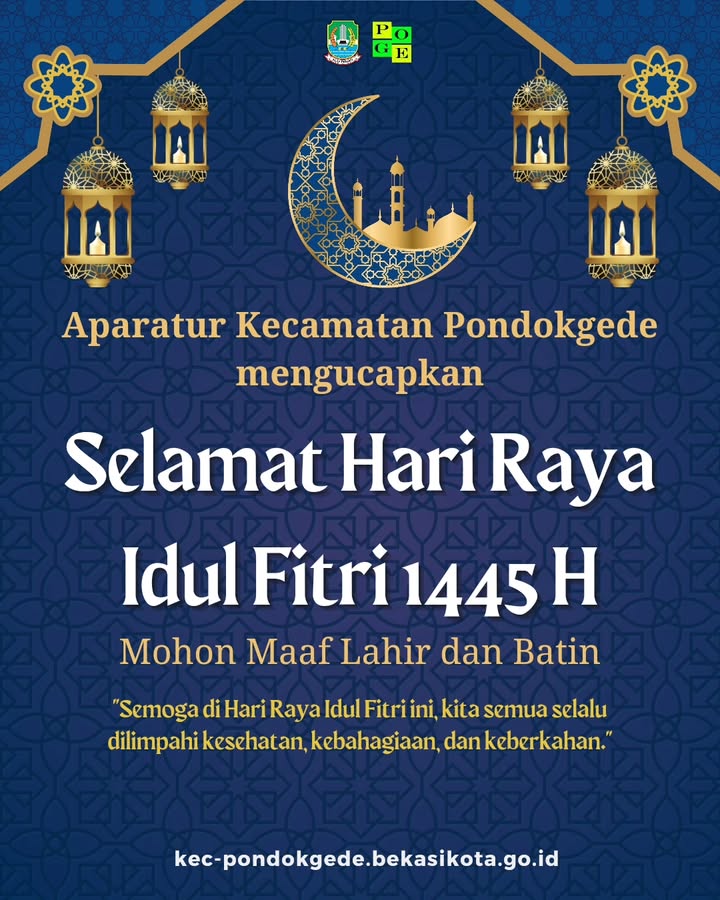 P O
G E
Aparatur Kecamatan Pondokgede
mengucapkan
Selamat Hari Raya
Idul Fitri 1445 H
Mohon Maaf Lahir dan Batin
"Semoga di Hari Raya Idul Fitri ini, kita semua selalu
dilimpahi kesehatan, kebahagiaan, dan keberkahan."
kec-pondokgede.bekasikota.go.id